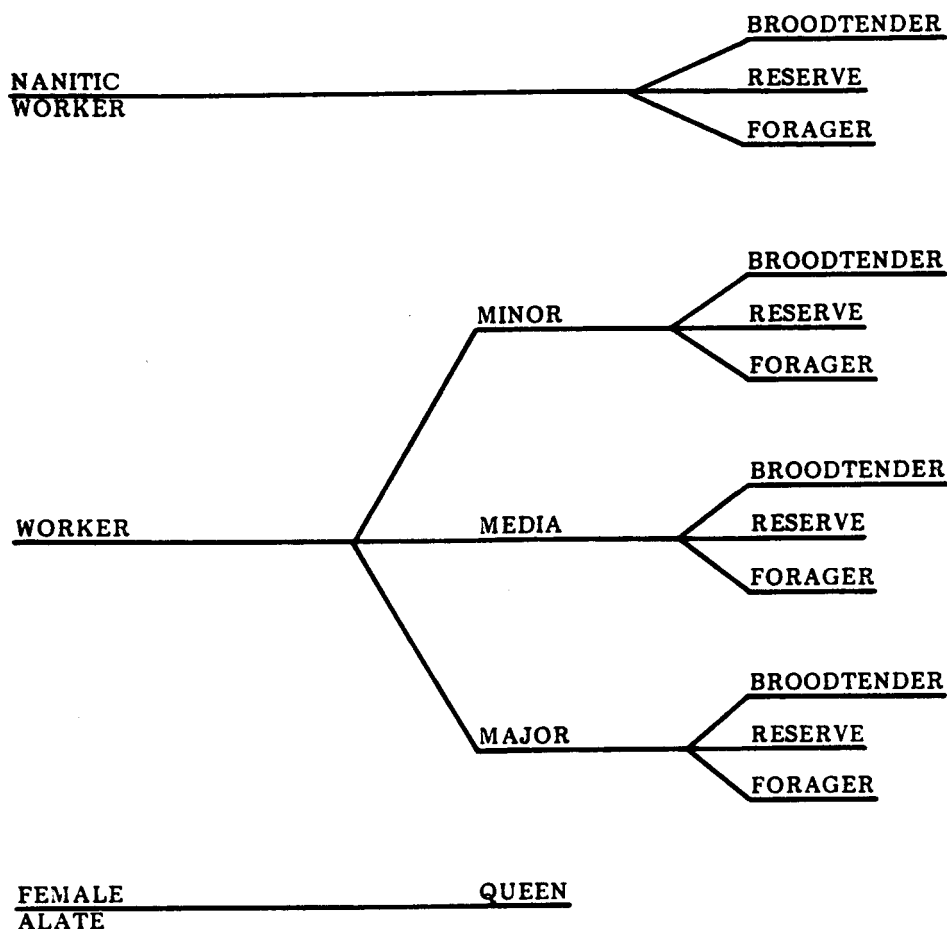 BROODTENDER
NANITIC
WORKER
RESERVE
FORAGER
BROODTENDER
MINOR
RESERVE
FORAGER
BROODTENDER
WORKER
MEDIA
RESERVE
FORAGER
BROODTENDER
MAJOR
RESERVE
FORAGER
FEMALE
ALATE
QUEEN